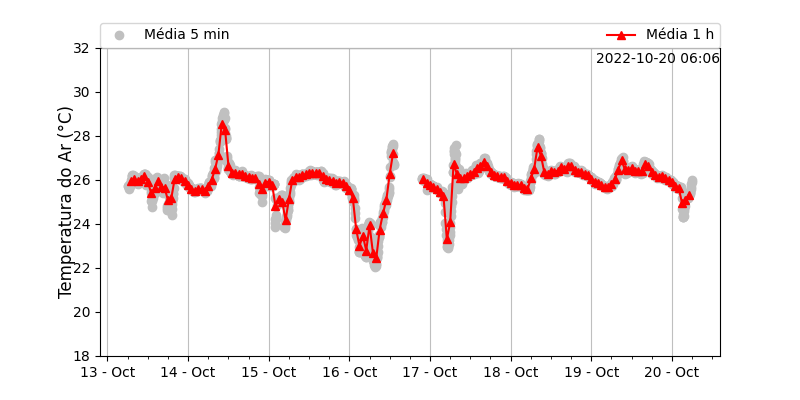 Média 5 min
Média 1 h
2022-10-20 06:06
Temperatura do Ar (°C)
32
30
28
26
24
22
20
18
13 - Oct
14 - Oct
15 - Oct
16 - Oct
17 - Oct
18 - Oct
19 - Oct
20 - Oct